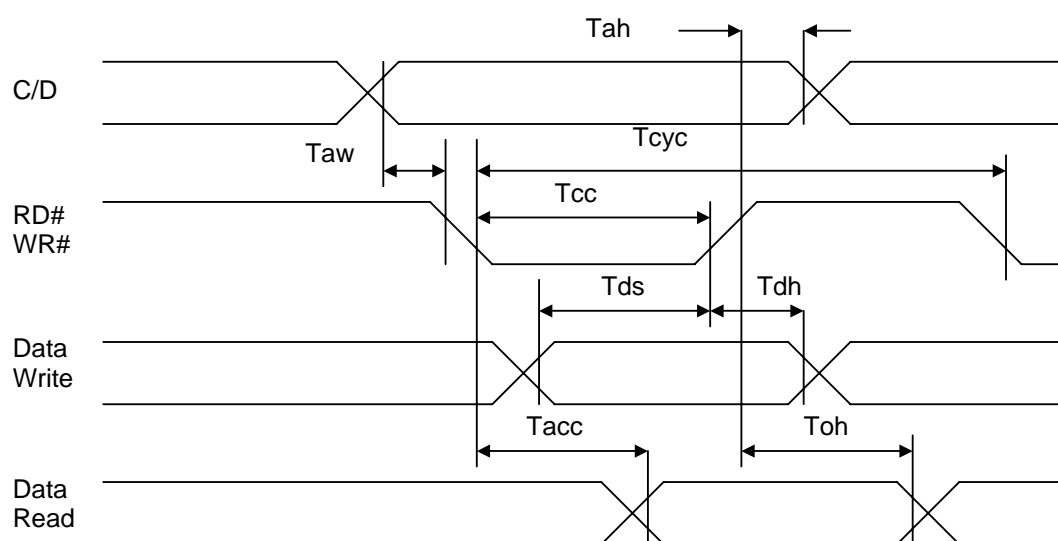 Tah
C/D
Tcyc
Taw
Tcc
RD#
WR#
Tds
Tdh
Data
Write
Tacc
Toh
Data
Read